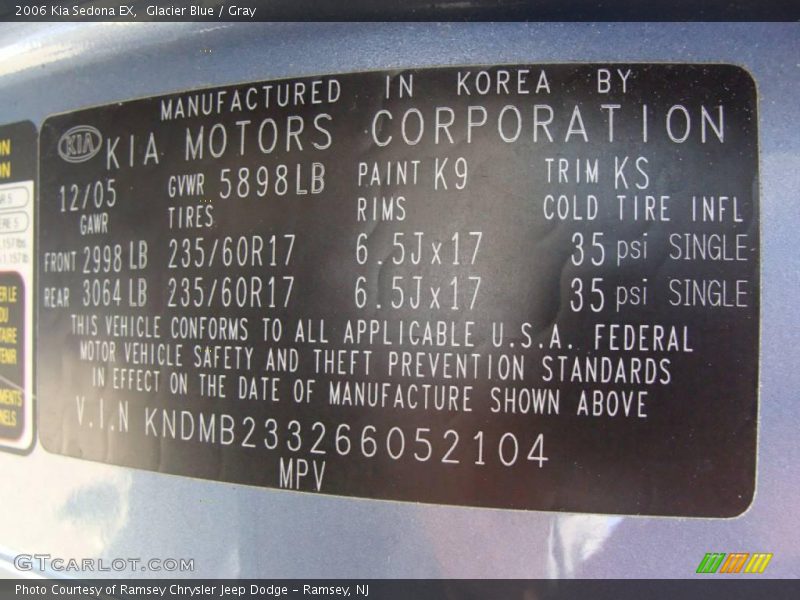 2006 Kia Sedona EX,  Glacier Blue / Gray
MANUFACTURED IN KOREA BY
KIA KIA MOTORS CORPORATION
12/05 GVWR 5898LB PAINT K9 TRIM KS
GAWR TIRES RIMS COLD TIRE INFL
FRONT 2998 LB 235/60R17 6.5Jx17 35 psi SINGLE
REAR 3064 LB 235/60R17 6.5Jx17 35 psi SINGLE
THIS VEHICLE CONFORMS TO ALL APPLICABLE U.S.A. FEDERAL
MOTOR VEHICLE SAFETY AND THEFT PREVENTION STANDARDS
IN EFFECT ON THE DATE OF MANUFACTURE SHOWN ABOVE
V.I.N KNDMB233266052104
MPV
GTCARLOT.COM
Photo Courtesy of Ramsey Chrysler Jeep Dodge - Ramsey, NJ